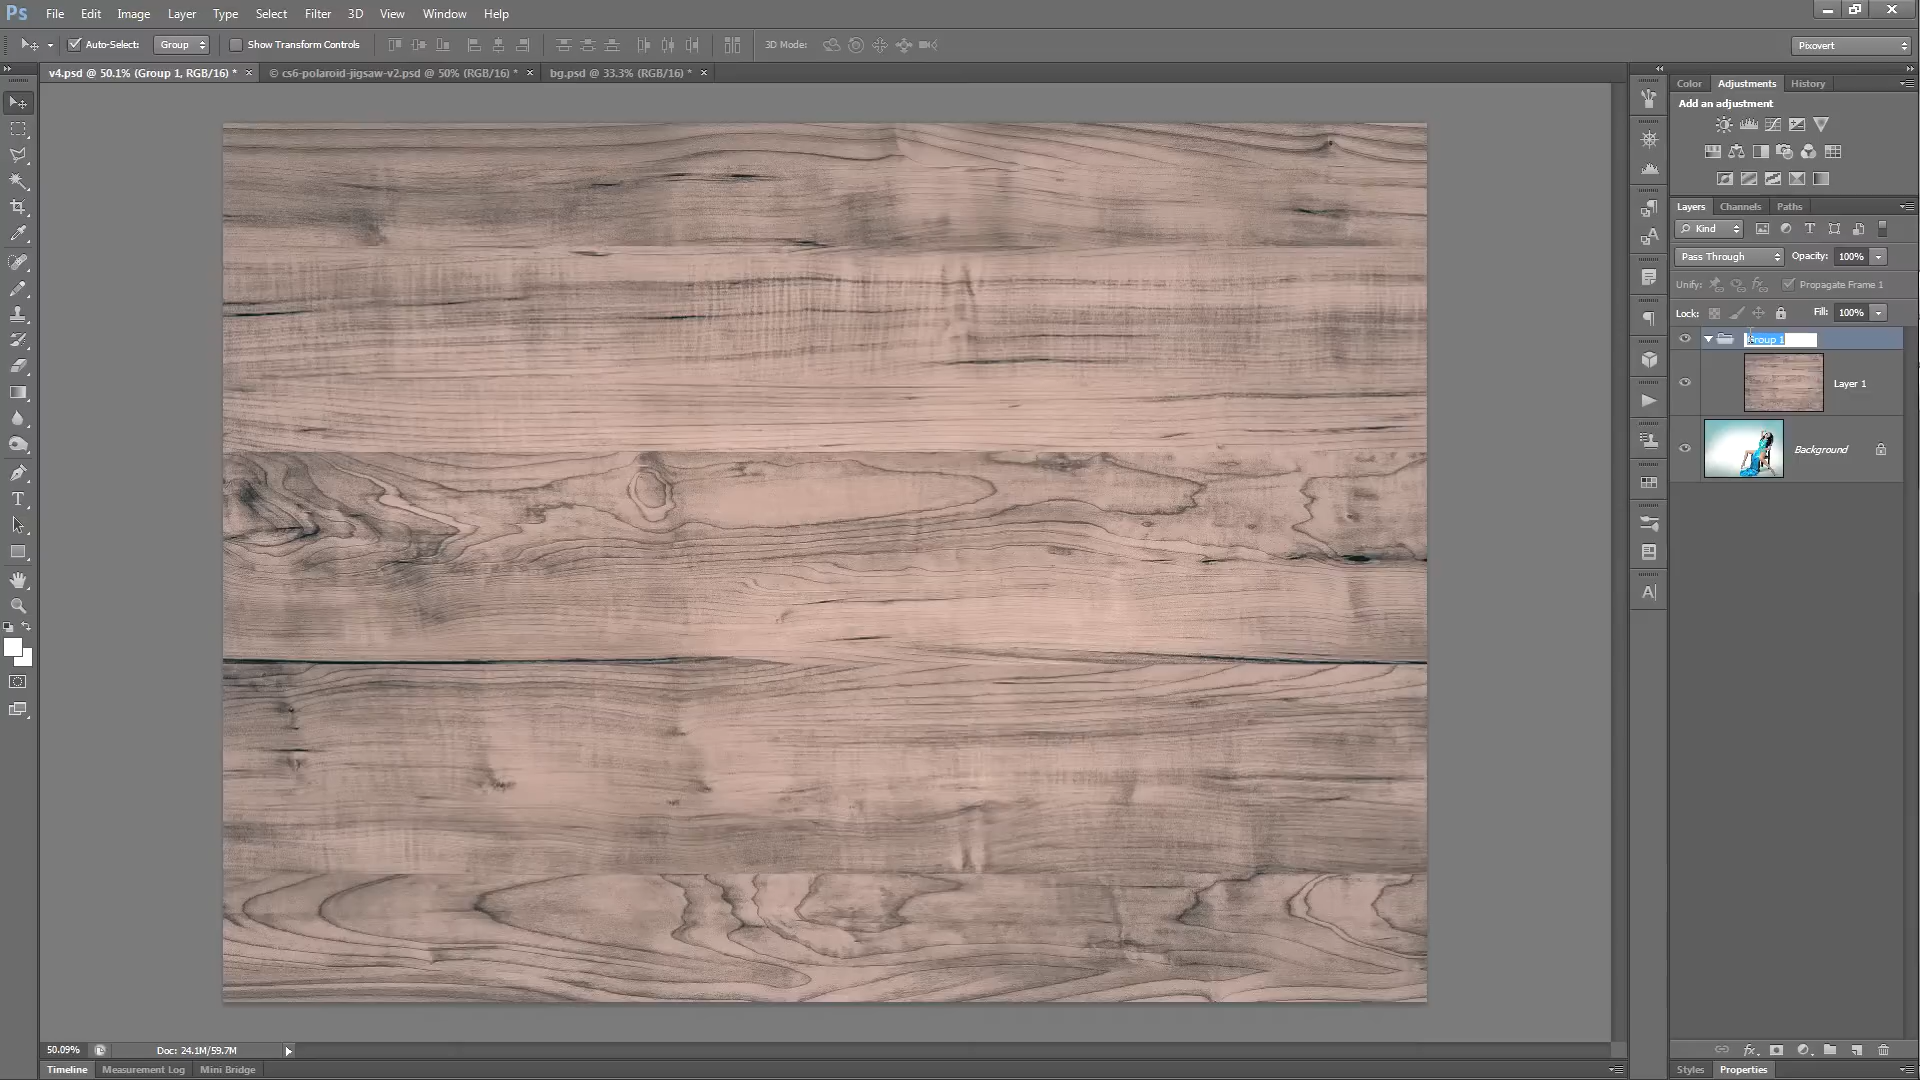 Ps File Edit Image Layer Type Select Filter 3D View Window Help
Auto-Select: Group Show Transform Controls 3D Mode: Pixovert
v4.psd @ 50.1% (Group 1, RGB/16) * × © cs6-polaroid-jigsaw-v2.psd @ 50% (RGB/16) * × bg.psd @ 33.3% (RGB/16) * ×
Color Adjustments History
Add an adjustment
Layers Channels Paths
Kind
Pass Through Opacity: 100%
Unify: Propagate Frame 1
Lock: Fill: 100%
Group 1
Layer 1
Background
50.09% Doc: 24.1M/59.7M
Timeline Measurement Log Mini Bridge Styles Properties